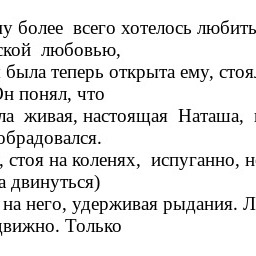 у более всего хотелось любить
ской любовью,
была теперь открыта ему, стоя
Он понял, что
ла живая, настоящая Наташа,
обрадовался.
, стоя на коленях, испуганно, н
а двинуться)
на него, удерживая рыдания. Л
движно. Только